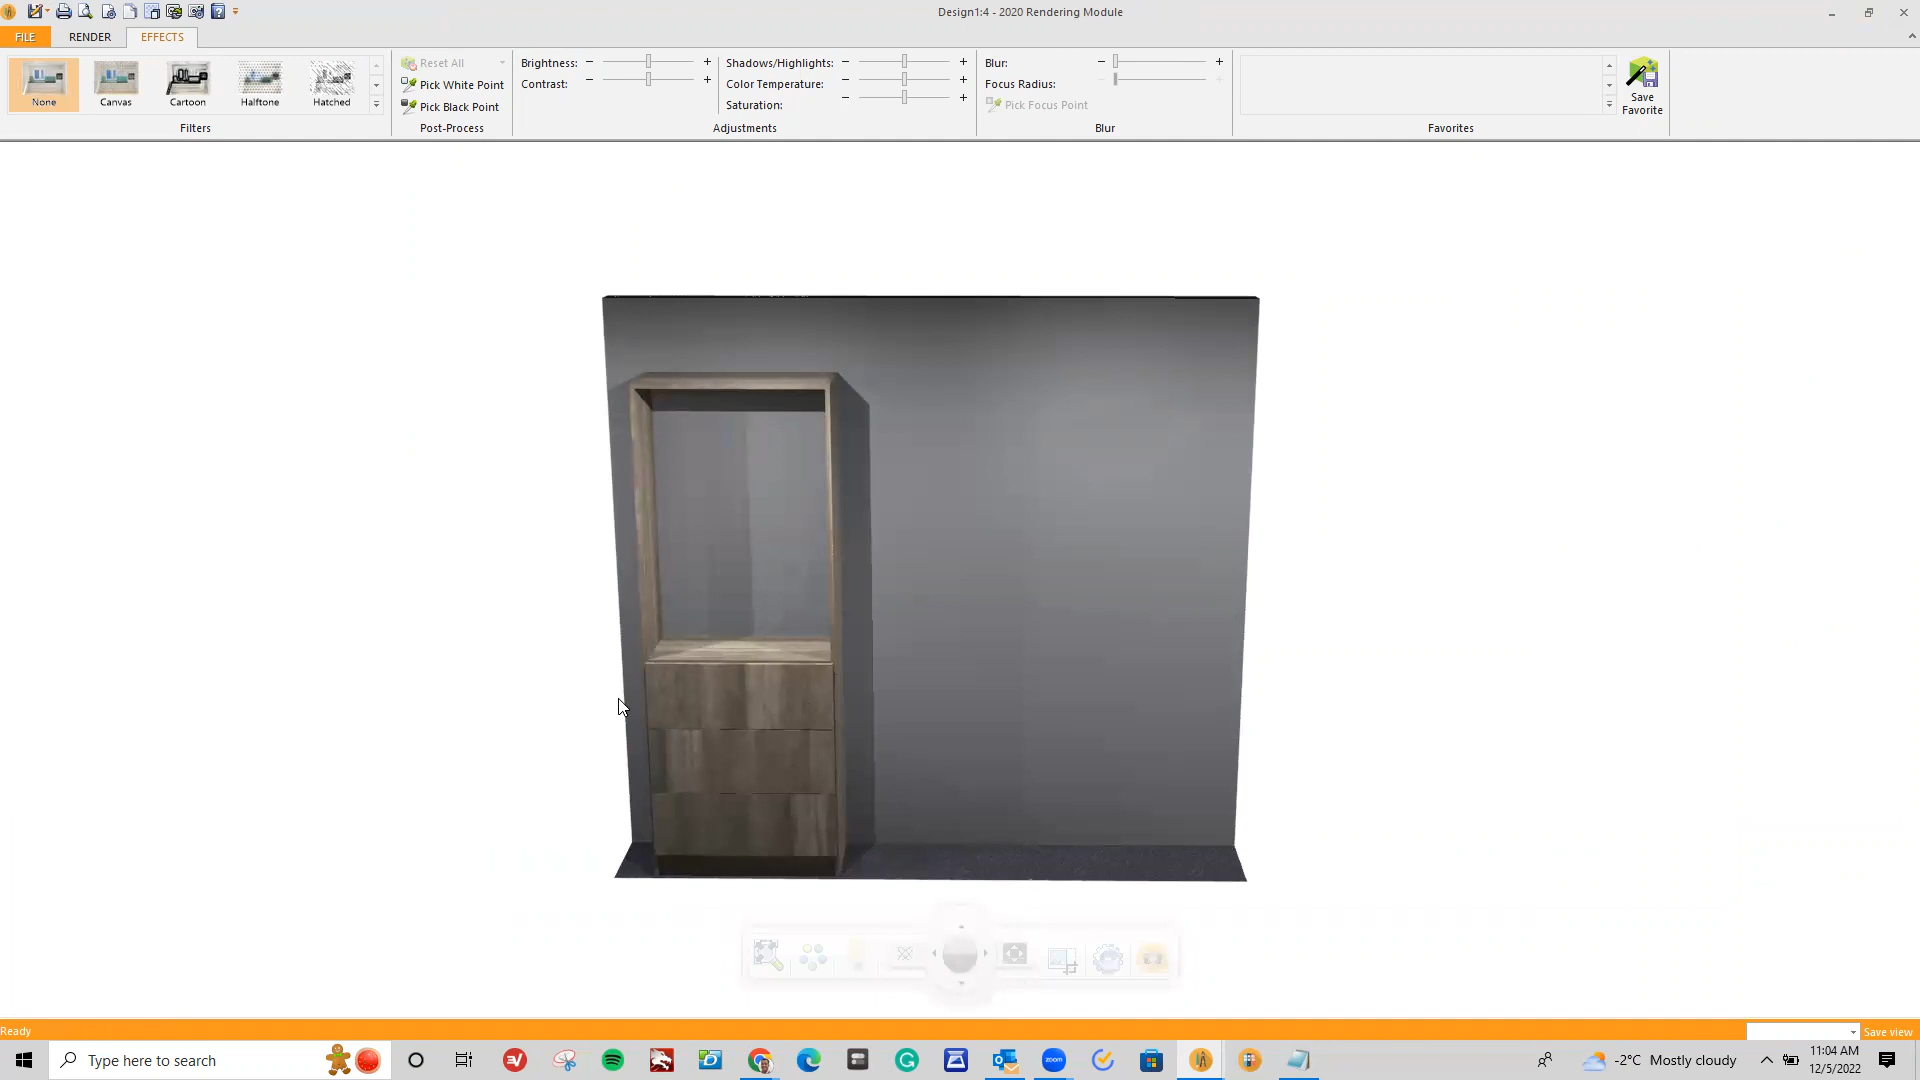 Design1:4 - 2020 Rendering Module
FILE
RENDER
EFFECTS
None
Canvas
Cartoon
Halftone
Hatched
Filters
Reset All
Pick White Point
Pick Black Point
Post-Process
Brightness:
Contrast:
Shadows/Highlights:
Color Temperature:
Saturation:
Adjustments
Blur:
Focus Radius:
Pick Focus Point
Blur
Favorites
Save
Favorite
Ready
Save view
Type here to search
zoom
-2°C Mostly cloudy
11:04 AM
12/5/2022